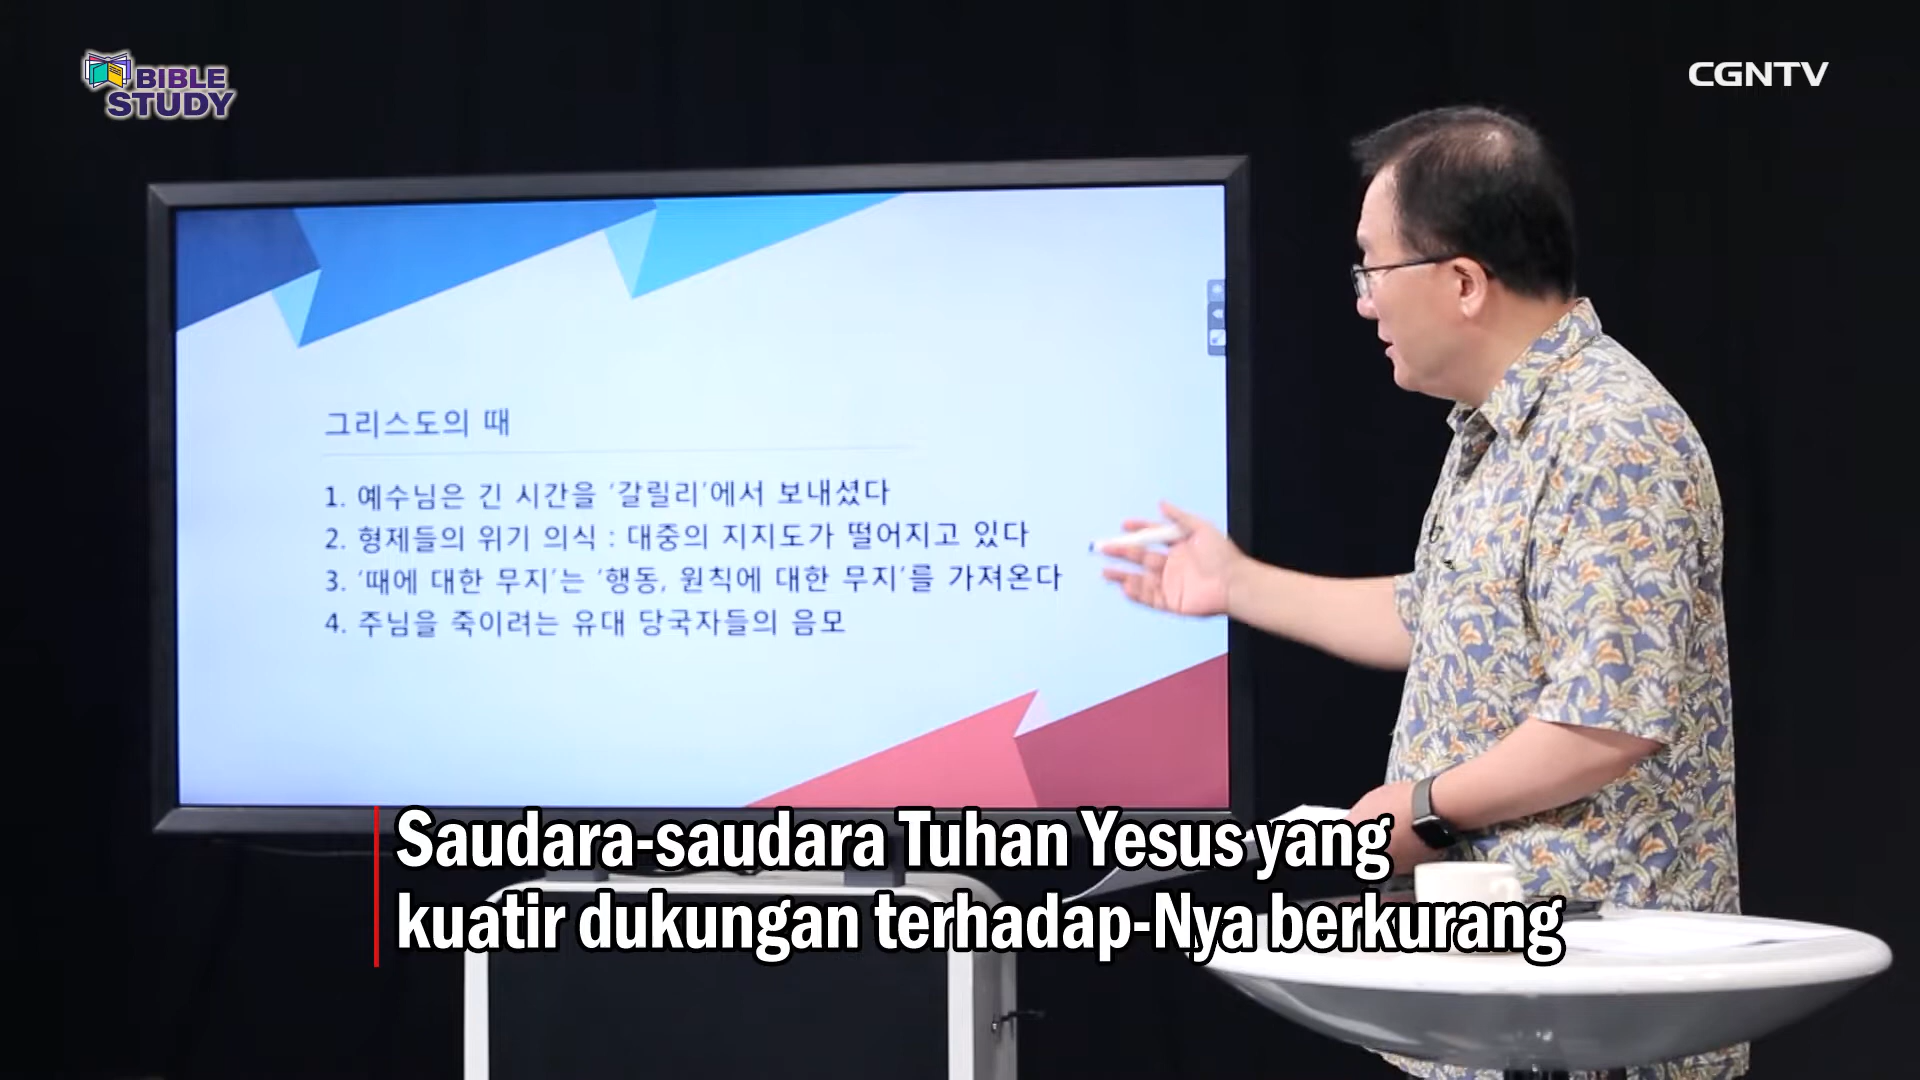 BIBLE
STUDY
CGNTV
그리스도의 때
1. 예수님은 긴 시간을 '갈릴리'에서 보내셨다
2. 형제들의 위기 의식 : 대중의 지지도가 떨어지고 있다
3. '때에 대한 무지'는 '행동, 원칙에 대한 무지'를 가져온다
4. 주님을 죽이려는 유대 당국자들의 음모
Saudara-saudara Tuhan Yesus yang
kuatir dukungan terhadap-Nya berkurang